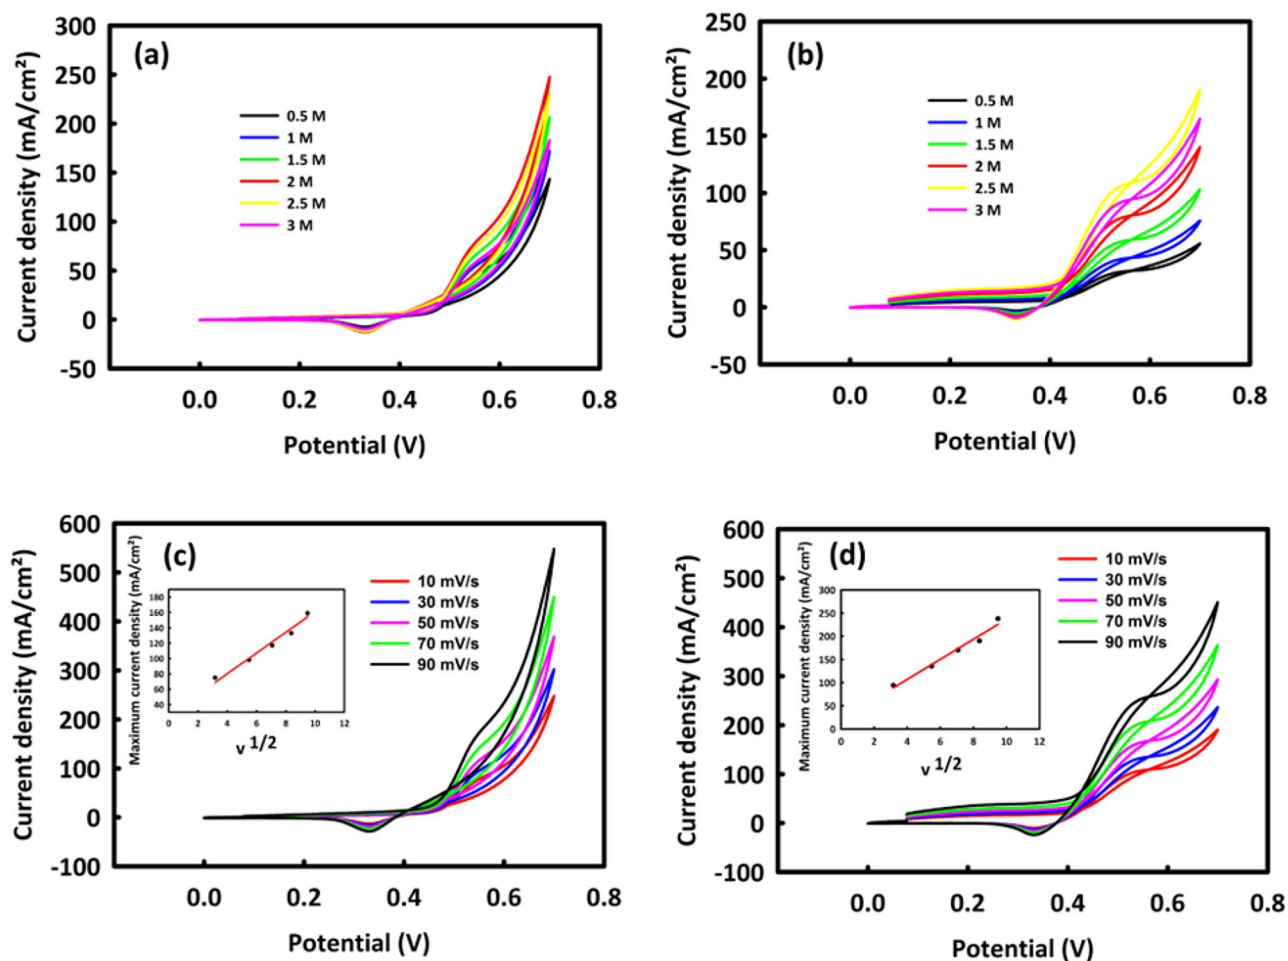 (a)
Current density (mA/cm²)
300
250
200
150
100
50
0
-50
0.5 M
1 M
1.5 M
2 M
2.5 M
3 M
0.0 0.2 0.4 0.6 0.8
Potential (V)
(b)
Current density (mA/cm²)
250
200
150
100
50
0
-50
0.5 M
1 M
1.5 M
2 M
2.5 M
3 M
0.0 0.2 0.4 0.6 0.8
Potential (V)
(c)
Current density (mA/cm²)
600
500
400
300
200
100
0
-100
10 mV/s
30 mV/s
50 mV/s
70 mV/s
90 mV/s
Maximum current density (mA/cm²)
180
160
140
120
100
80
60
40
0 2 4 6 8 10 12
v 1/2
0.0 0.2 0.4 0.6 0.8
Potential (V)
(d)
Current density (mA/cm²)
600
500
400
300
200
100
0
-100
10 mV/s
30 mV/s
50 mV/s
70 mV/s
90 mV/s
Maximum current density (mA/cm²)
300
250
200
150
100
50
0
0 2 4 6 8 10 12
v 1/2
0.0 0.2 0.4 0.6 0.8
Potential (V)